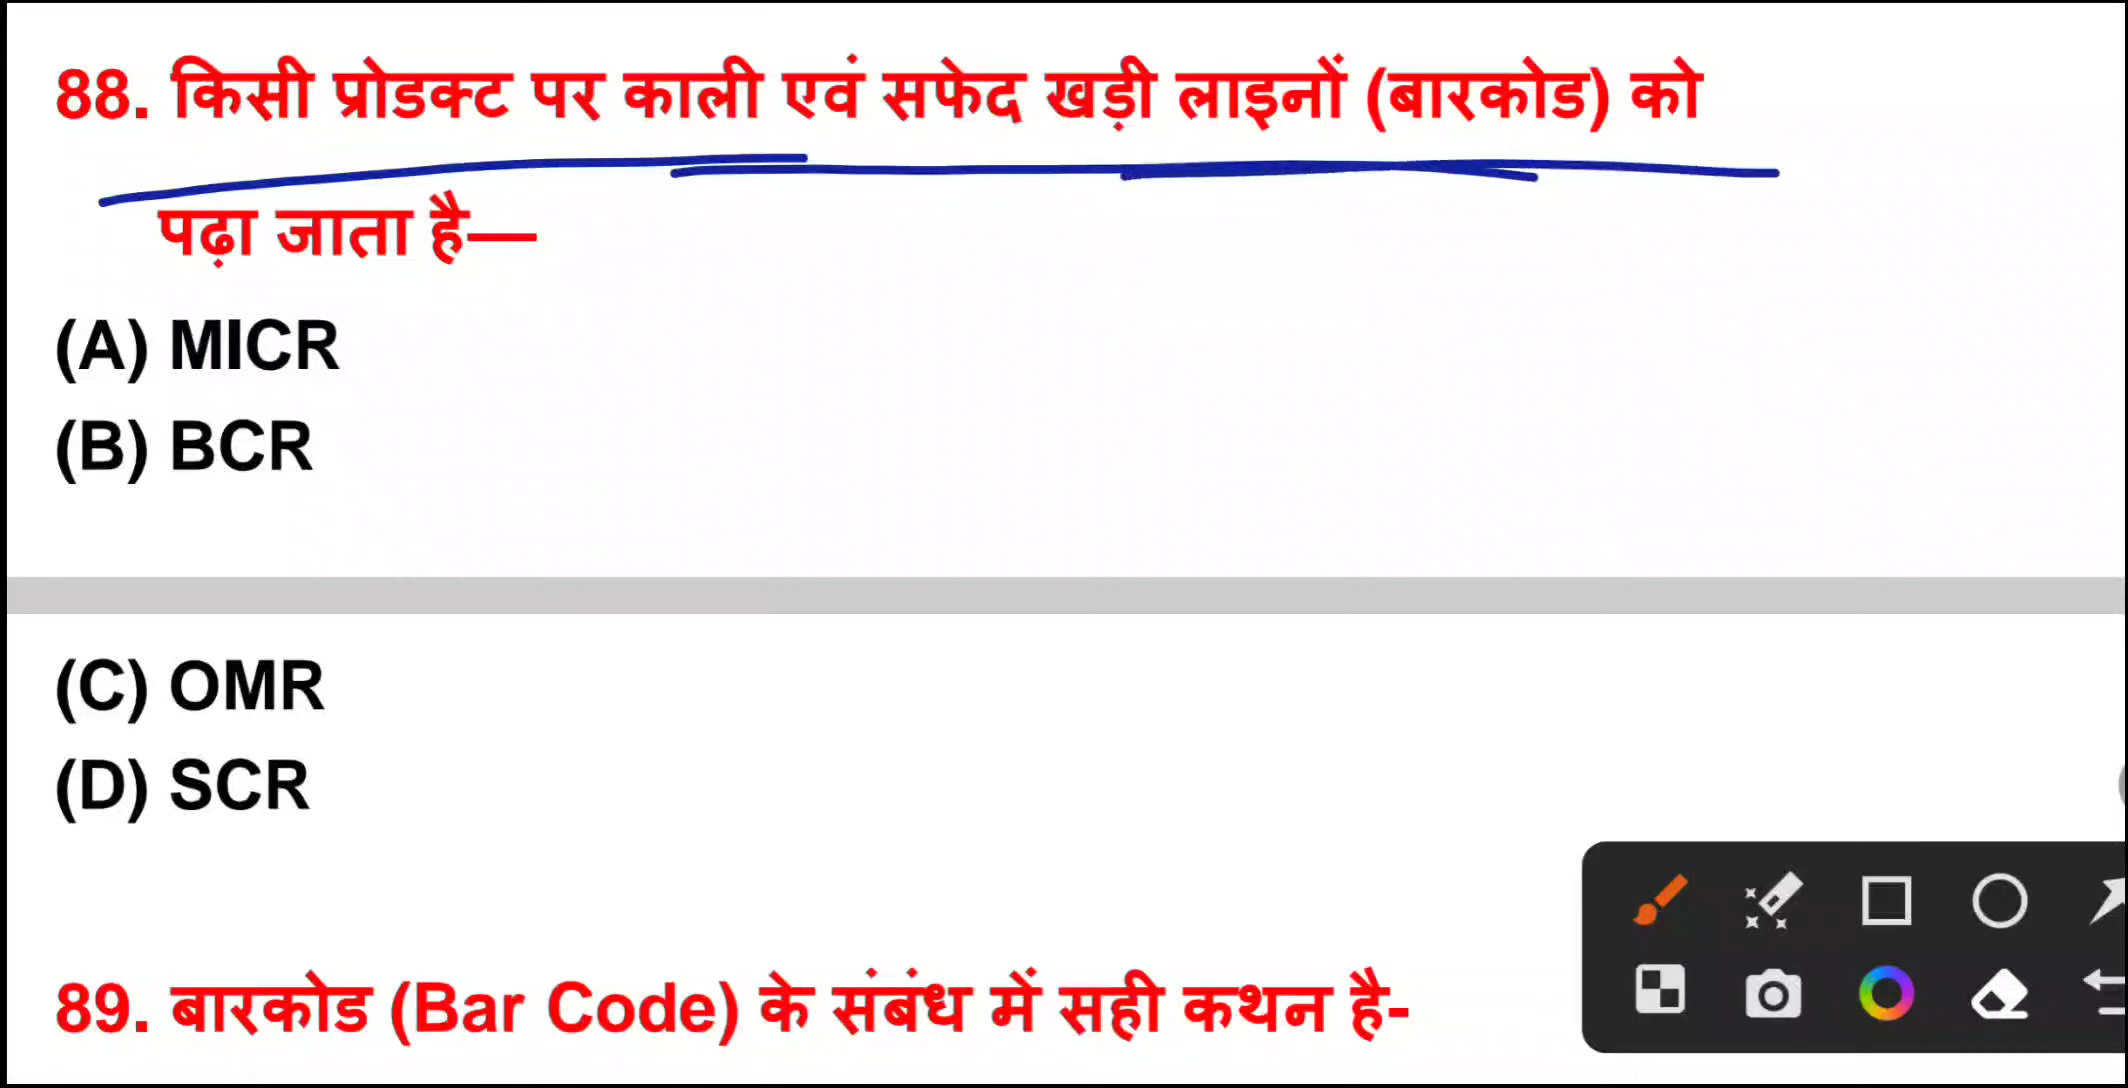 88. किसी प्रोडक्ट पर काली एवं सफेद खड़ी लाइनों (बारकोड) को
पढ़ा जाता है—
(A) MICR
(B) BCR
(C) OMR
(D) SCR
89. बारकोड (Bar Code) के संबंध में सही कथन है-